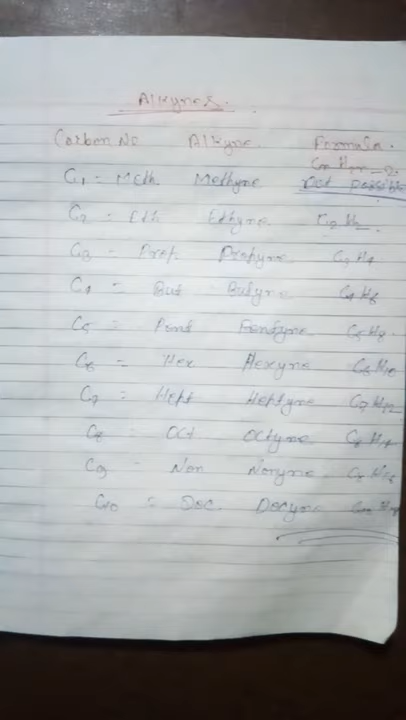 Alkynes.
Carbon No Alkyne. Formula.
CnH2n-2.
C1 = Meth. Methyne Not possible
C2 - Eth Ethyne C2H2.
C3 - Prop. Propyne. C3H4
C4 = But Butyne C4H6
C5 = Pent Pentyne C5H8
C6 = Hex Hexyne C6H10
C7 = Hept Heptyne C7H12
C8 = Oct Octyne C8H14
C9 - Non Nonyne
C10 = Dec. Decyne